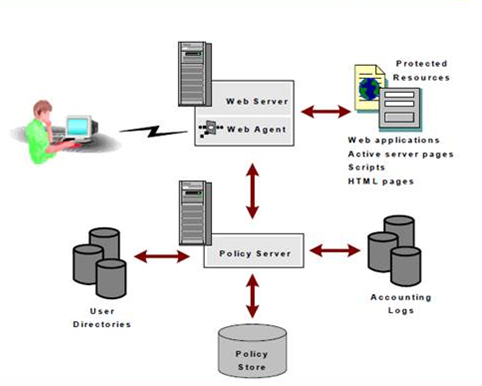 Protected
Resources
Web Server
Web Agent
Web applications
Active server pages
Scripts
HTML pages
Policy Server
User
Directories
Accounting
Logs
Policy
Store